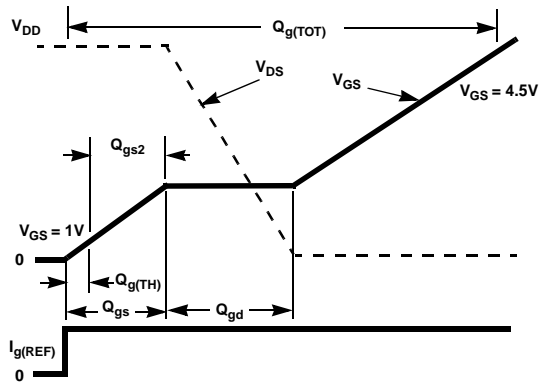 V_DD
Q_g(TOT)
V_DS
V_GS
V_GS = 4.5V
Q_gs2
V_GS = 1V
0
Q_g(TH)
Q_gs
Q_gd
I_g(REF)
0